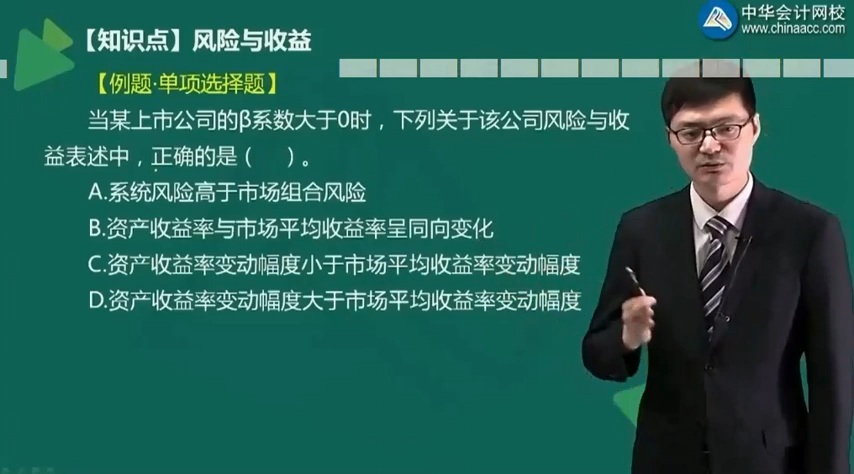 中华会计网校
www.chinaacc.com
【知识点】风险与收益
【例题·单项选择题】
当某上市公司的β系数大于0时，下列关于该公司风险与收
益表述中，正确的是（ ）。
A.系统风险高于市场组合风险
B.资产收益率与市场平均收益率呈同向变化
C.资产收益率变动幅度小于市场平均收益率变动幅度
D.资产收益率变动幅度大于市场平均收益率变动幅度